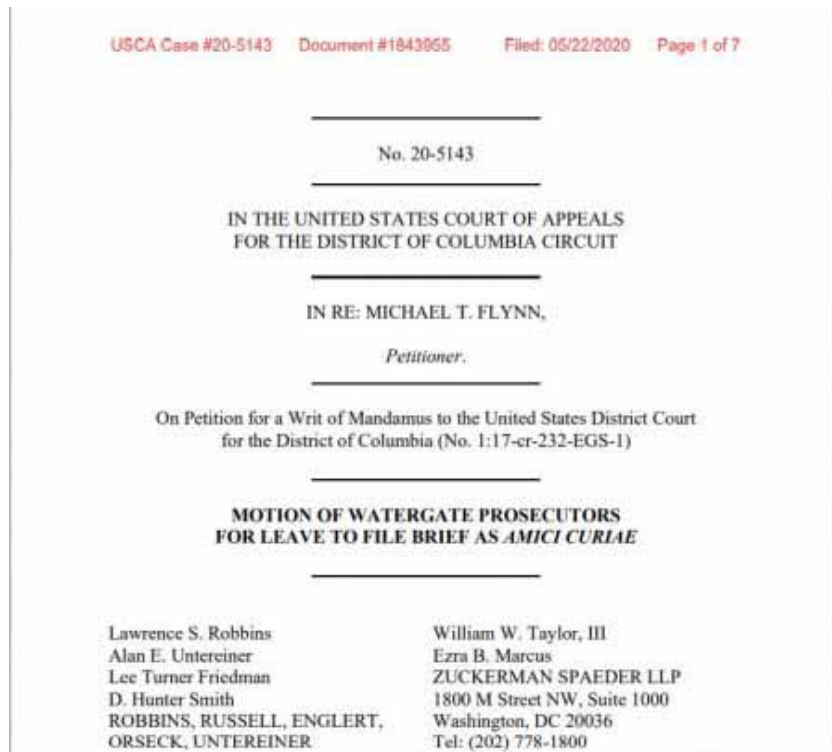 USCA Case #20-5143 Document #1843955 Filed: 05/22/2020 Page 1 of 7
No. 20-5143
IN THE UNITED STATES COURT OF APPEALS
FOR THE DISTRICT OF COLUMBIA CIRCUIT
IN RE: MICHAEL T. FLYNN,
Petitioner.
On Petition for a Writ of Mandamus to the United States District Court
for the District of Columbia (No. 1:17-cr-232-EGS-1)
MOTION OF WATERGATE PROSECUTORS
FOR LEAVE TO FILE BRIEF AS AMICI CURIAE
Lawrence S. Robbins
Alan E. Untereiner
Lee Turner Friedman
D. Hunter Smith
ROBBINS, RUSSELL, ENGLERT,
ORSECK, UNTEREINER
William W. Taylor, III
Ezra B. Marcus
ZUCKERMAN SPAEDER LLP
1800 M Street NW, Suite 1000
Washington, DC 20036
Tel: (202) 778-1800